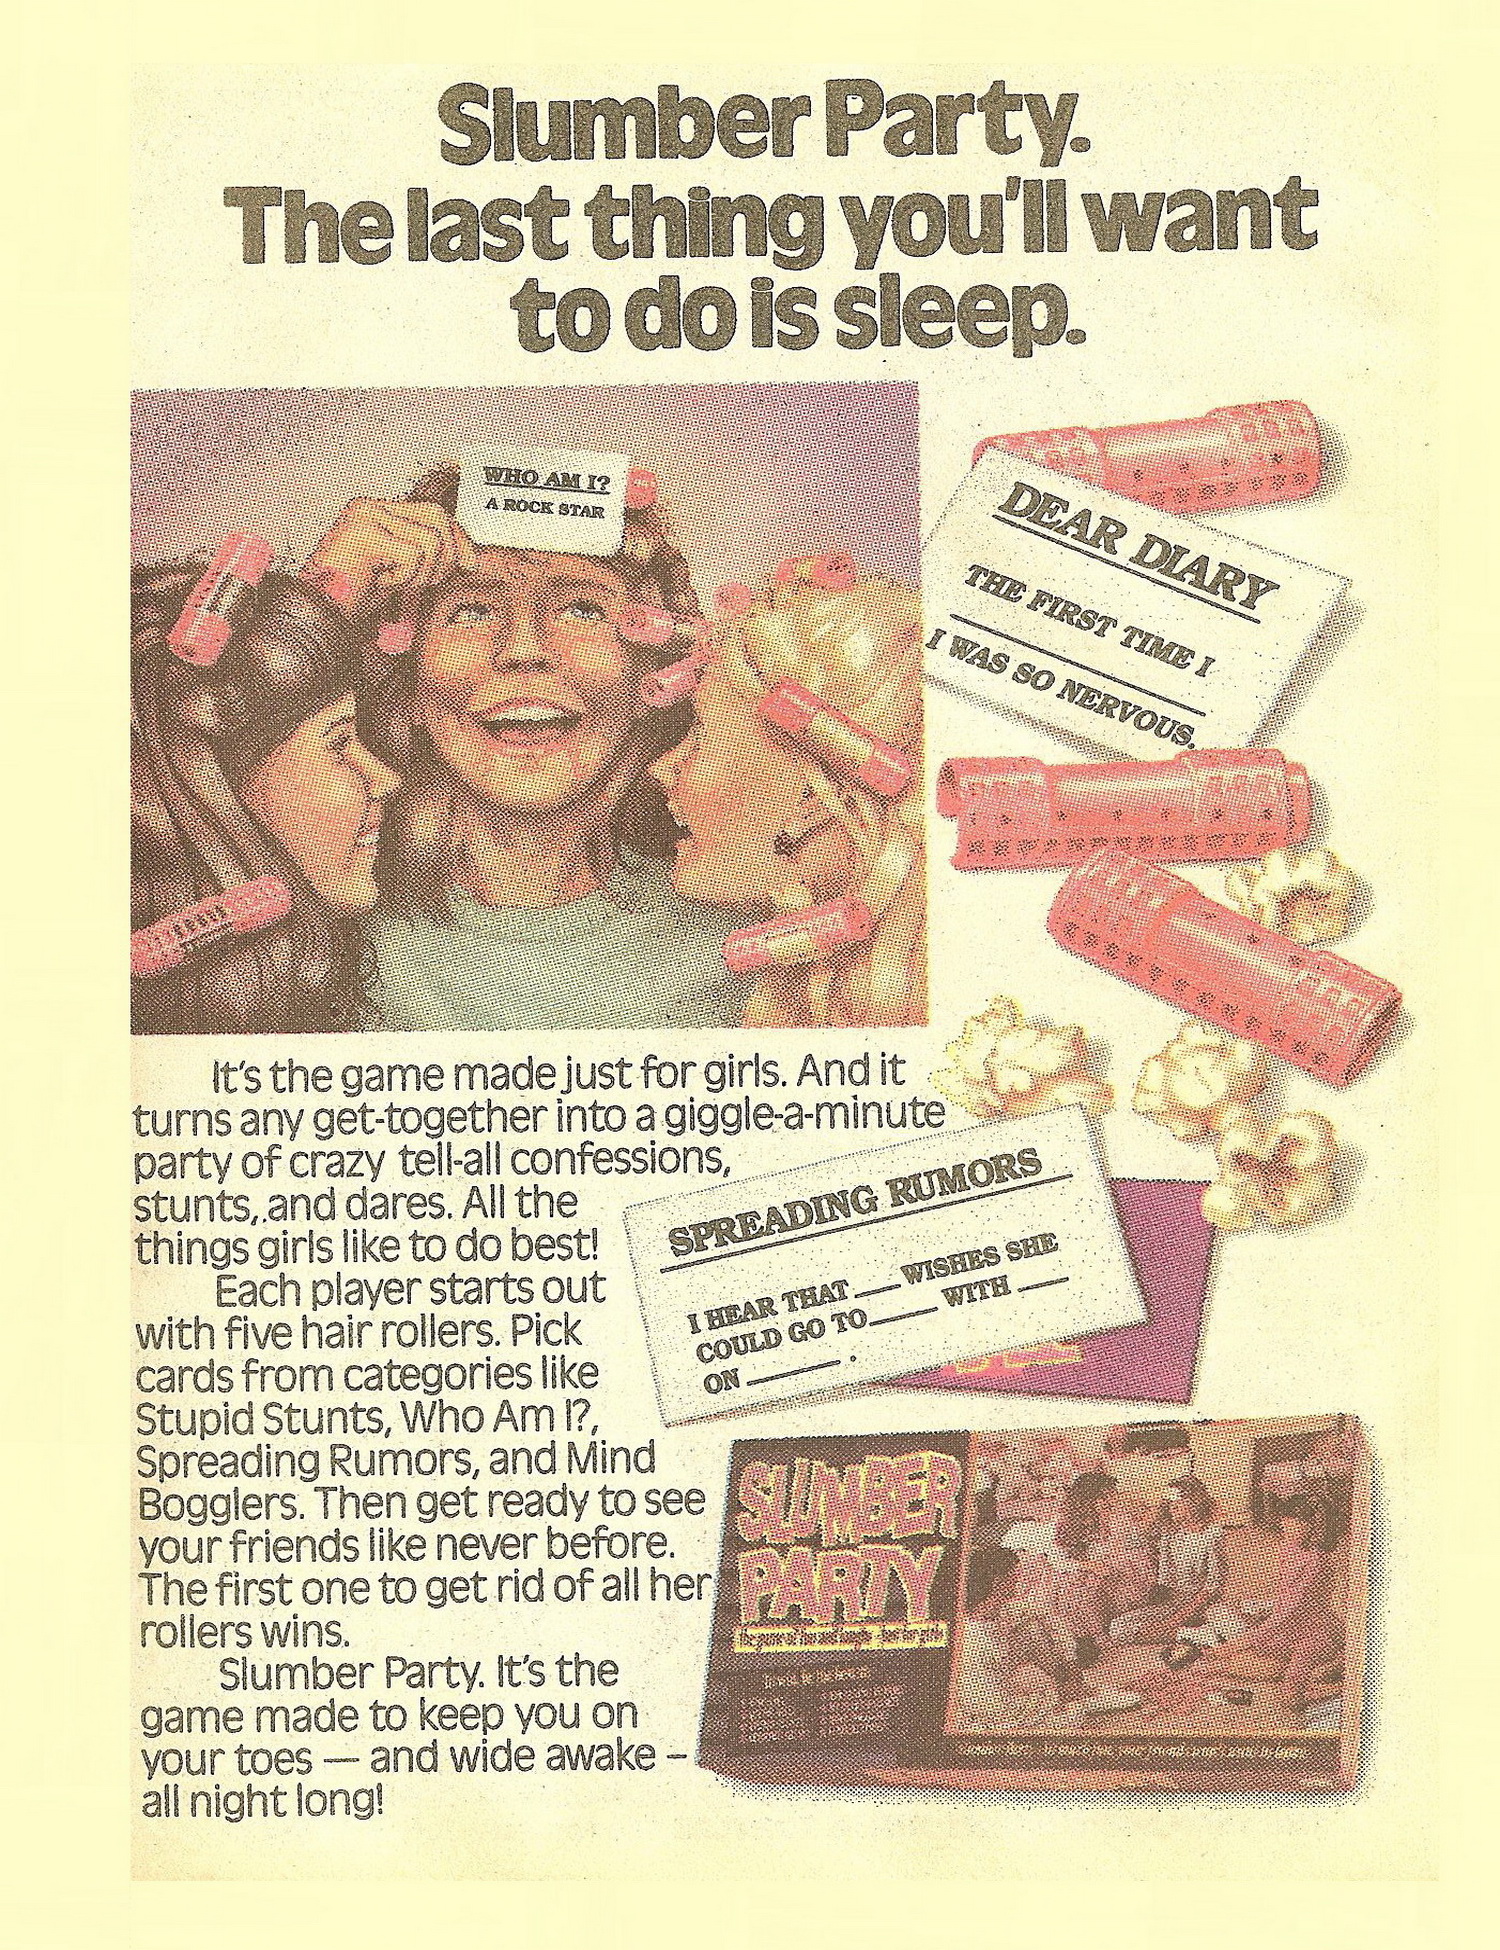 Slumber Party.
The last thing you'll want
to do is sleep.
WHO AM I?
A ROCK STAR
DEAR DIARY
THE FIRST TIME I
I WAS SO NERVOUS.
It's the game made just for girls. And it
turns any get-together into a giggle-a-minute
party of crazy tell-all confessions,
stunts, and dares. All the
things girls like to do best!
Each player starts out
with five hair rollers. Pick
cards from categories like
Stupid Stunts, Who Am I?,
Spreading Rumors, and Mind
Bogglers. Then get ready to see
your friends like never before.
The first one to get rid of all her
rollers wins.
Slumber Party. It's the
game made to keep you on
your toes — and wide awake –
all night long!
SPREADING RUMORS
I HEAR THAT ___ WISHES SHE
COULD GO TO ___ WITH ___
ON ___ .
SLUMBER
PARTY